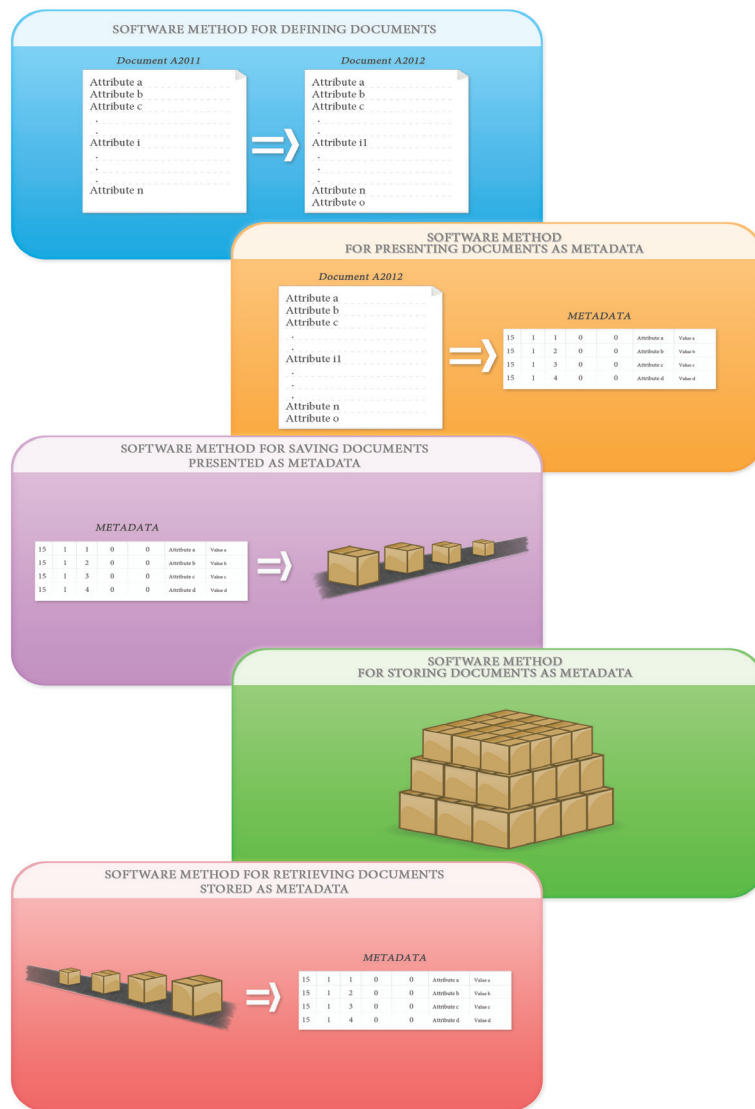 SOFTWARE METHOD FOR DEFINING DOCUMENTS
Document A2011
Attribute a
Attribute b
Attribute c
.
.
Attribute i
.
.
.
Attribute n
Document A2012
Attribute a
Attribute b
Attribute c
.
.
Attribute i1
.
.
.
Attribute n
Attribute o
SOFTWARE METHOD
FOR PRESENTING DOCUMENTS AS METADATA
Document A2012
Attribute a
Attribute b
Attribute c
.
.
Attribute i1
.
.
.
Attribute n
Attribute o
METADATA
15 1 1 0 0 Attribute a Value a
15 1 2 0 0 Attribute b Value b
15 1 3 0 0 Attribute c Value c
15 1 4 0 0 Attribute d Value d
SOFTWARE METHOD FOR SAVING DOCUMENTS
PRESENTED AS METADATA
METADATA
15 1 1 0 0 Attribute a Value a
15 1 2 0 0 Attribute b Value b
15 1 3 0 0 Attribute c Value c
15 1 4 0 0 Attribute d Value d
SOFTWARE METHOD
FOR STORING DOCUMENTS AS METADATA
SOFTWARE METHOD FOR RETRIEVING DOCUMENTS
STORED AS METADATA
METADATA
15 1 1 0 0 Attribute a Value a
15 1 2 0 0 Attribute b Value b
15 1 3 0 0 Attribute c Value c
15 1 4 0 0 Attribute d Value d